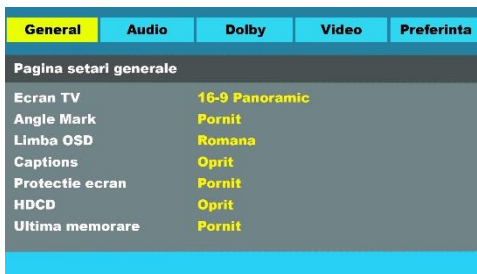 General Audio Dolby Video Preferinta
Pagina setari generale
Ecran TV 16-9 Panoramic
Angle Mark Pornit
Limba OSD Romana
Captions Oprit
Protectie ecran Pornit
HDCD Oprit
Ultima memorare Pornit